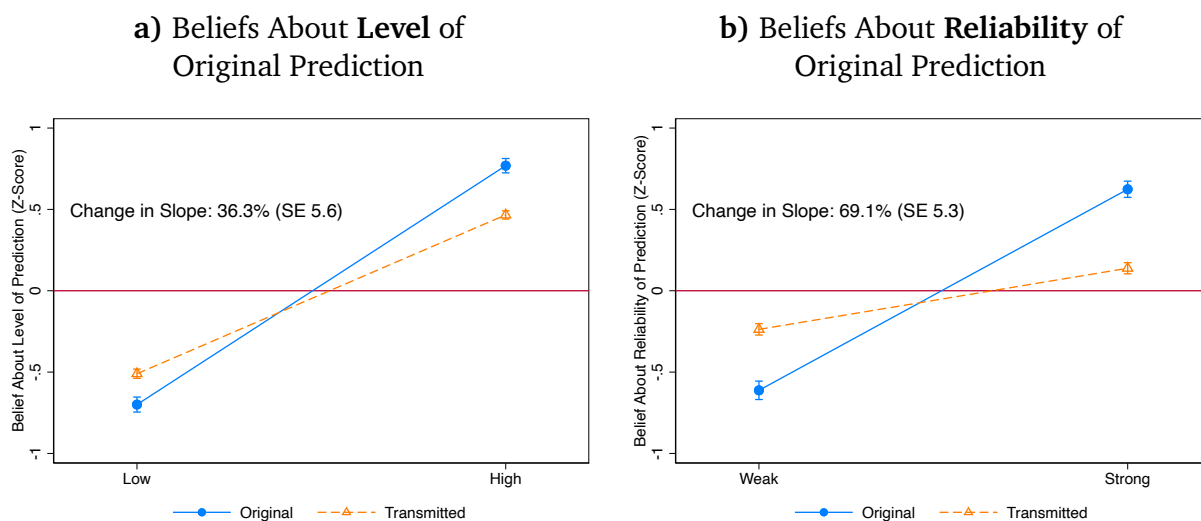 a) Beliefs About Level of
Original Prediction
Belief About Level of Prediction (Z-Score)
1
.5
0
-.5
-1
Change in Slope: 36.3% (SE 5.6)
Low
High
Original
Transmitted
b) Beliefs About Reliability of
Original Prediction
Belief About Reliability of Prediction (Z-Score)
1
.5
0
-.5
-1
Change in Slope: 69.1% (SE 5.3)
Weak
Strong
Original
Transmitted